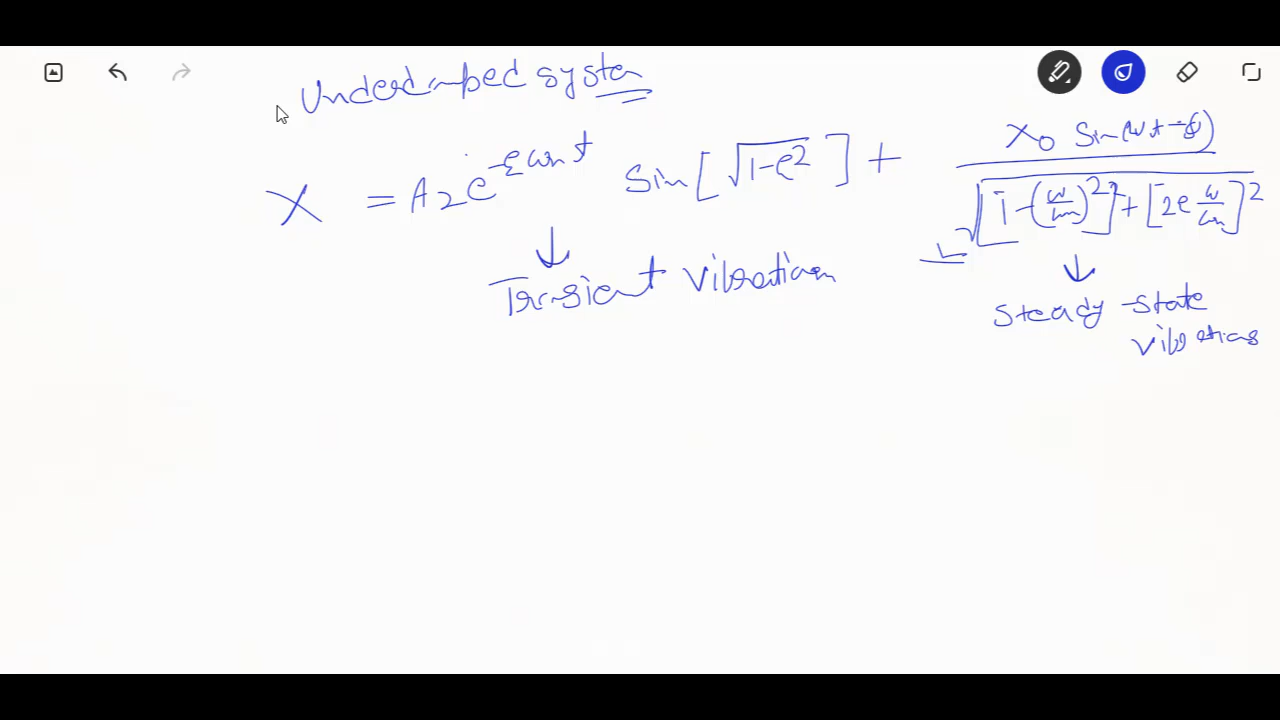 Underdamped system
X = A₂e^{-ξωnt} sin[√(1-ξ²)] + X₀ sin(ωt-φ) / √([1-(ω/ωn)²]² + [2ξ ω/ωn]²)
Transient vibration
Steady-state
vibrations